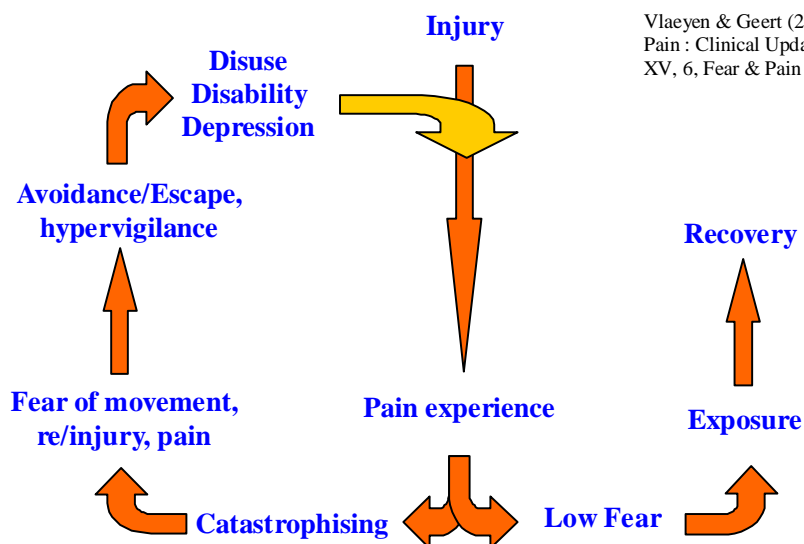 Injury
Vlaeyen & Geert (2
Pain : Clinical Upda
XV, 6, Fear & Pain
Disuse
Disability
Depression
Avoidance/Escape,
hypervigilance
Recovery
Fear of movement,
re/injury, pain
Pain experience
Exposure
Catastrophising
Low Fear